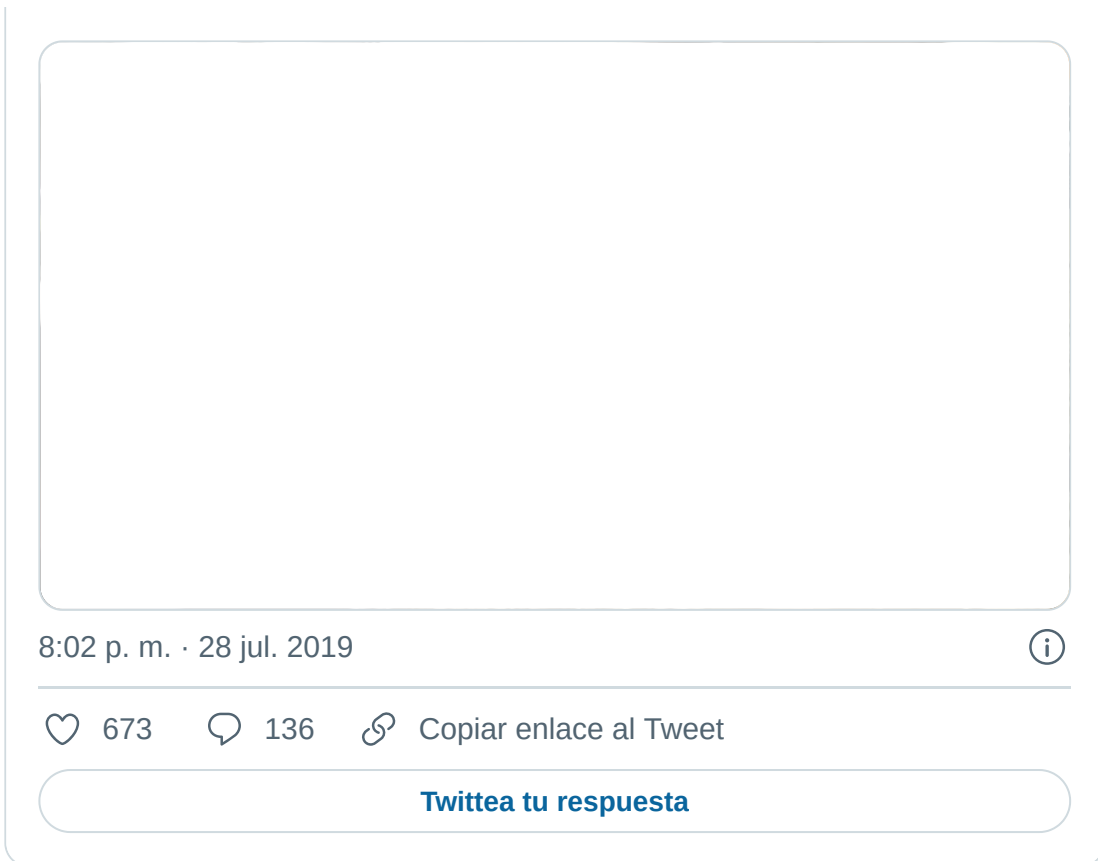 8:02 p. m. · 28 jul. 2019
673 136 Copiar enlace al Tweet
Twittea tu respuesta